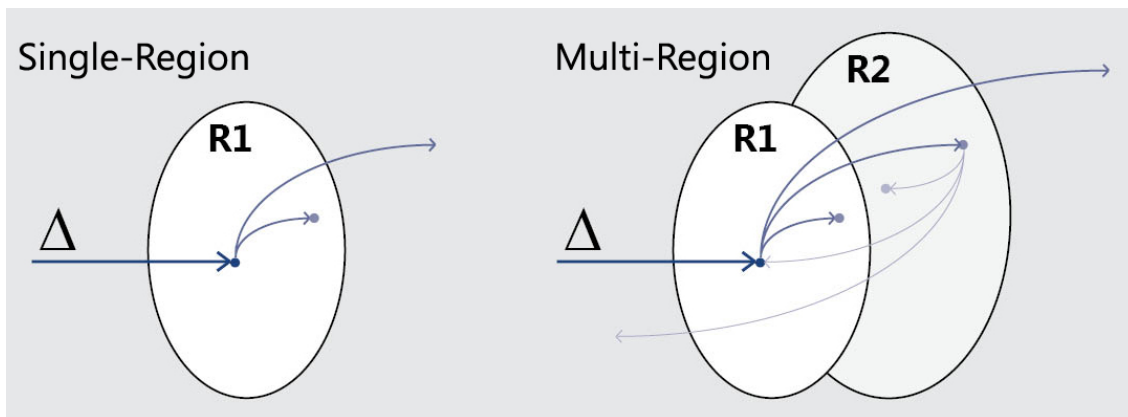 Single-Region
R1
Δ
Multi-Region
R2
R1
Δ